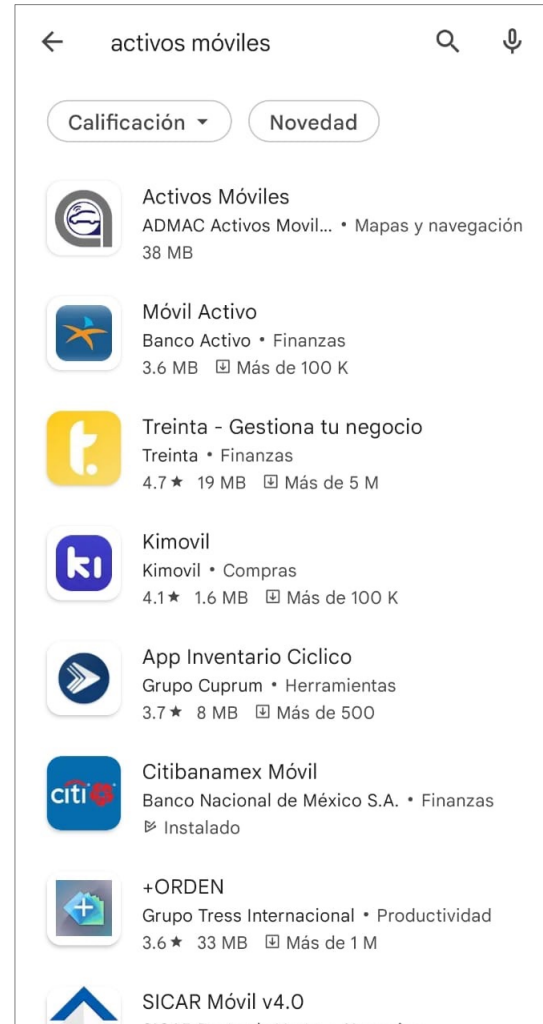 activos móviles
Calificación
Novedad
Activos Móviles
ADMAC Activos Movil... • Mapas y navegación
38 MB
Móvil Activo
Banco Activo • Finanzas
3.6 MB Más de 100 K
t.
Treinta - Gestiona tu negocio
Treinta • Finanzas
4.7★ 19 MB Más de 5 M
kı
Kimovil
Kimovil • Compras
4.1★ 1.6 MB Más de 100 K
App Inventario Ciclico
Grupo Cuprum • Herramientas
3.7★ 8 MB Más de 500
citi
Citibanamex Móvil
Banco Nacional de México S.A. • Finanzas
Instalado
+ORDEN
Grupo Tress Internacional • Productividad
3.6★ 33 MB Más de 1 M
SICAR Móvil v4.0